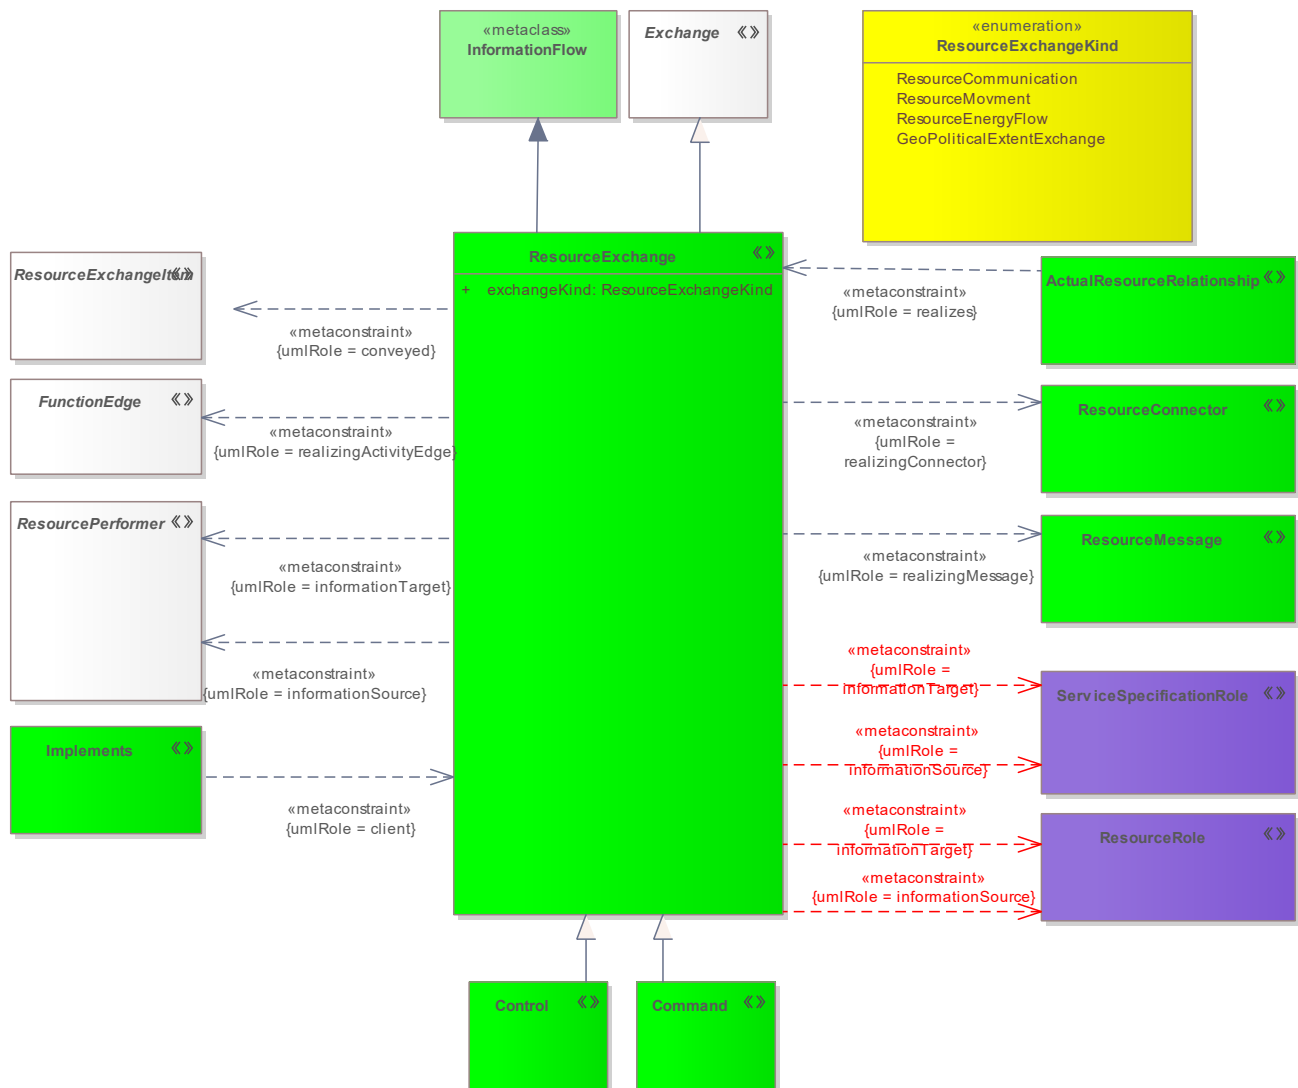 «metaclass»
InformationFlow
Exchange
«enumeration»
ResourceExchangeKind
ResourceCommunication
ResourceMovment
ResourceEnergyFlow
GeoPoliticalExtentExchange
ResourceExchange
+ exchangeKind: ResourceExchangeKind
ResourceExchangeItem
«metaconstraint»
{umlRole = conveyed}
FunctionEdge
«metaconstraint»
{umlRole = realizingActivityEdge}
ResourcePerformer
«metaconstraint»
{umlRole = informationTarget}
«metaconstraint»
{umlRole = informationSource}
Implements
«metaconstraint»
{umlRole = client}
ActualResourceRelationship
«metaconstraint»
{umlRole = realizes}
ResourceConnector
«metaconstraint»
{umlRole =
realizingConnector}
ResourceMessage
«metaconstraint»
{umlRole = realizingMessage}
«metaconstraint»
{umlRole =
informationTarget}
ServiceSpecificationRole
«metaconstraint»
{umlRole =
informationSource}
«metaconstraint»
{umlRole =
informationTarget}
ResourceRole
«metaconstraint»
{umlRole = informationSource}
Control
Command